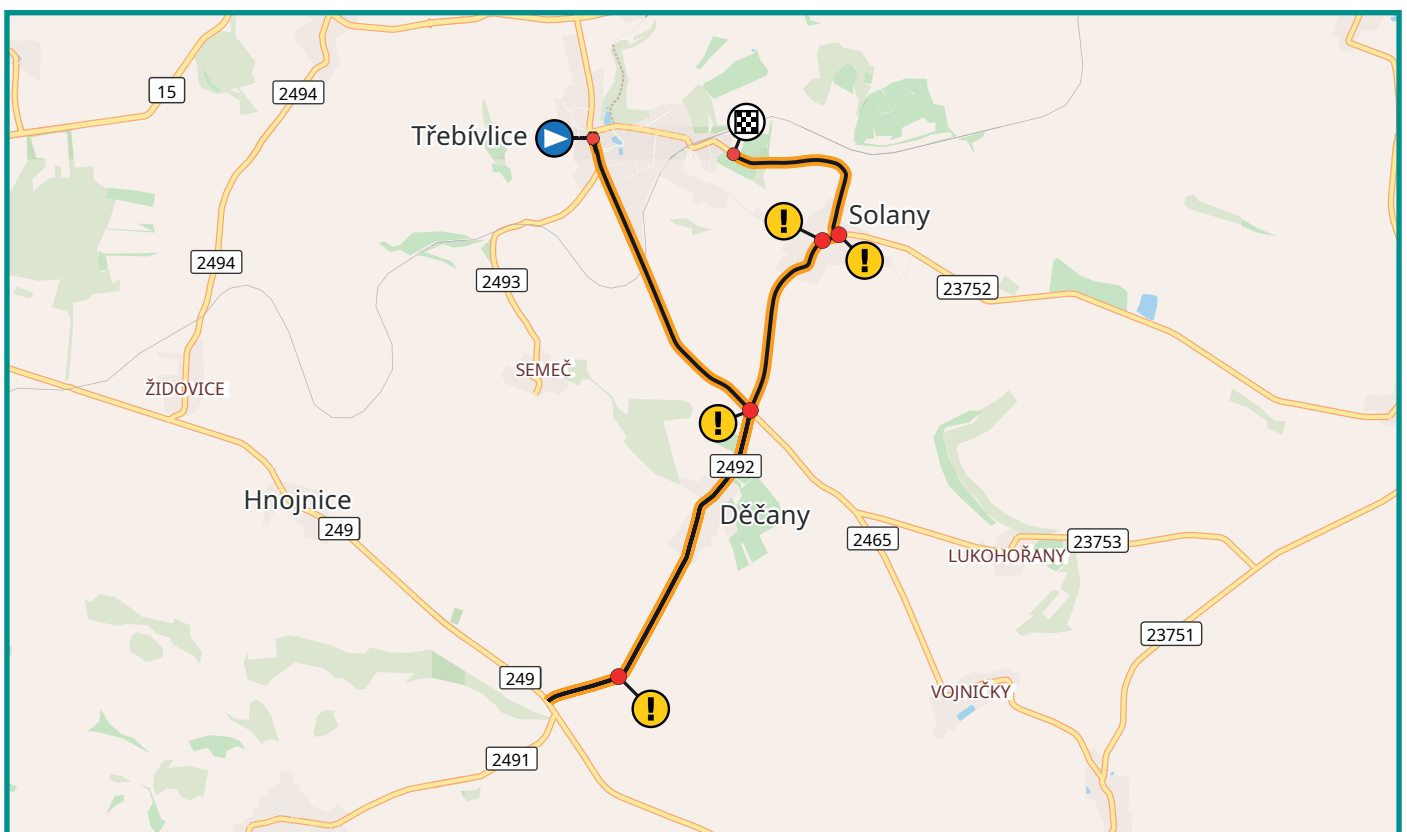 15
2494
Třebívlice
!
Solany
!
2494
2493
23752
SEMEČ
ŽIDOVICE
!
2492
Hnojnice
Děčany
249
2465
23753
LUKOHOŘANY
23751
249
VOJNIČKY
!
2491